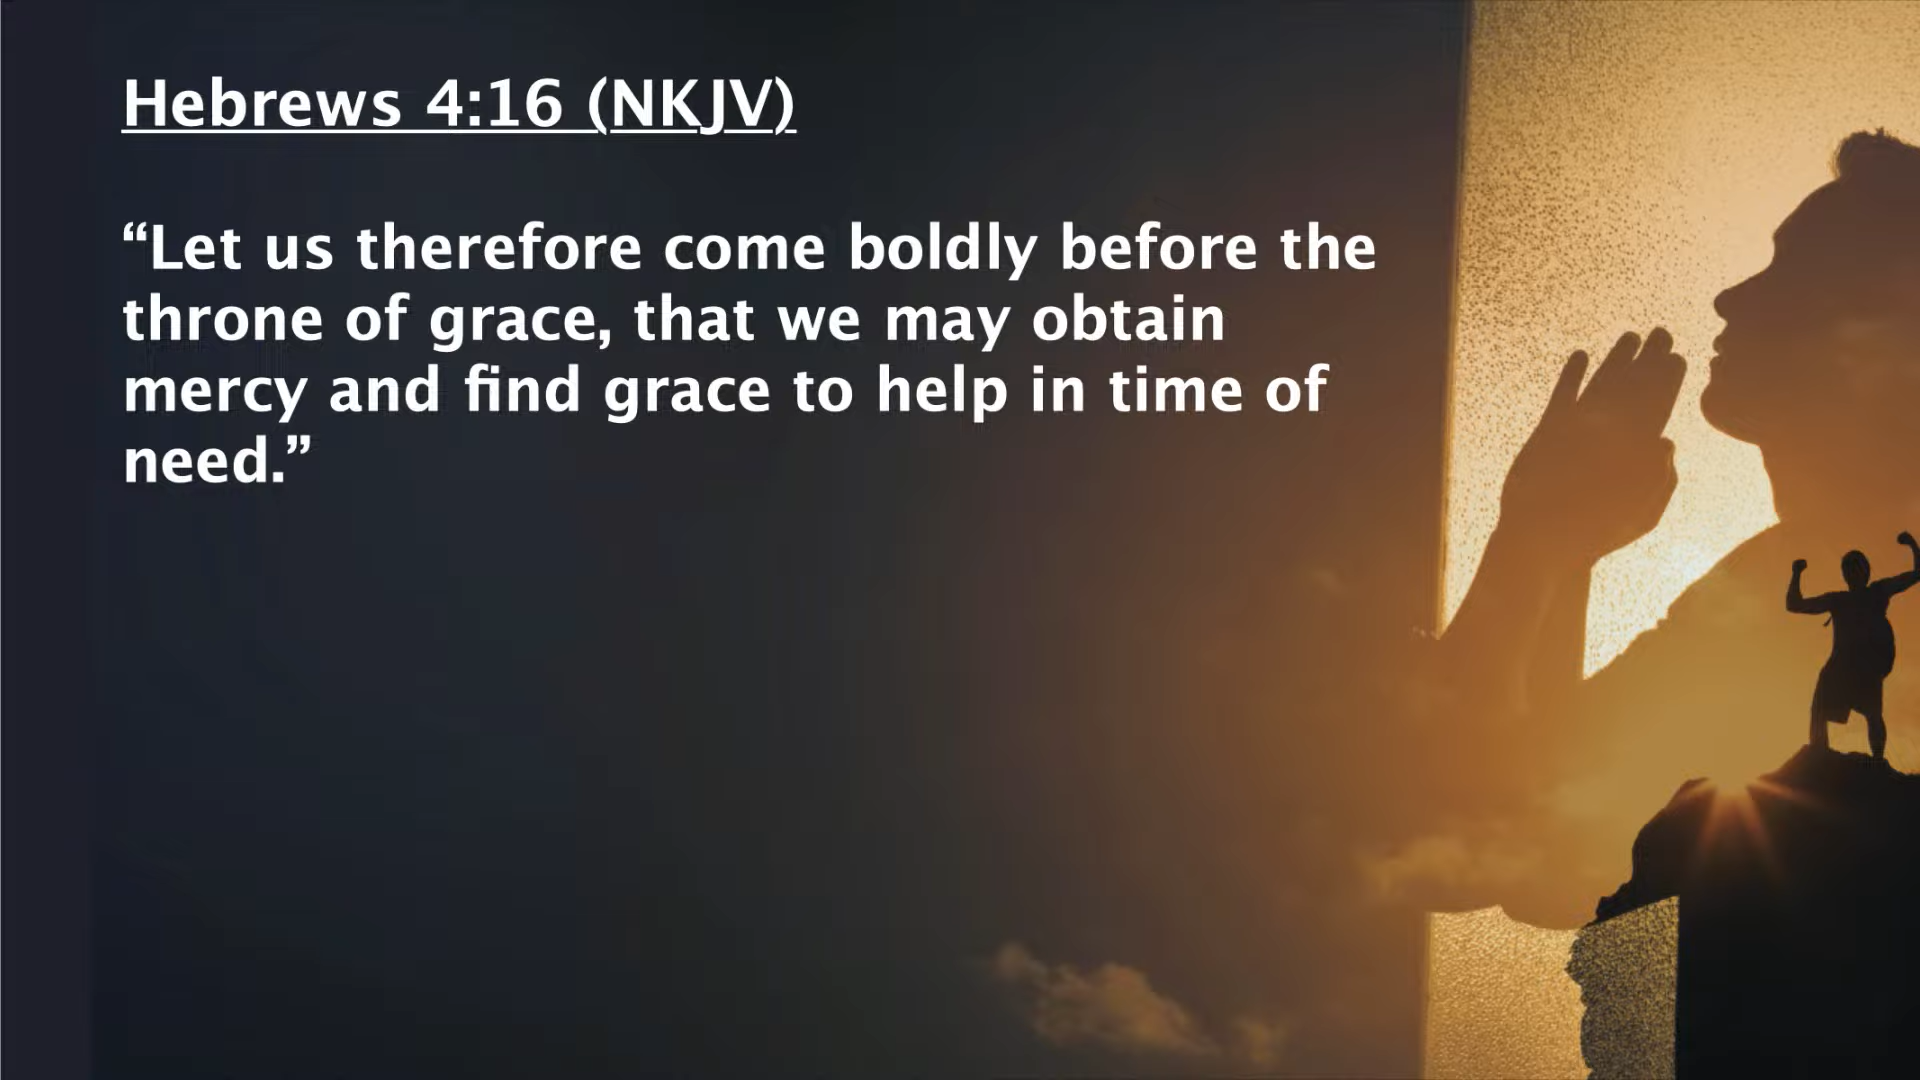 Hebrews 4:16 (NKJV)
“Let us therefore come boldly before the
throne of grace, that we may obtain
mercy and find grace to help in time of
need.”